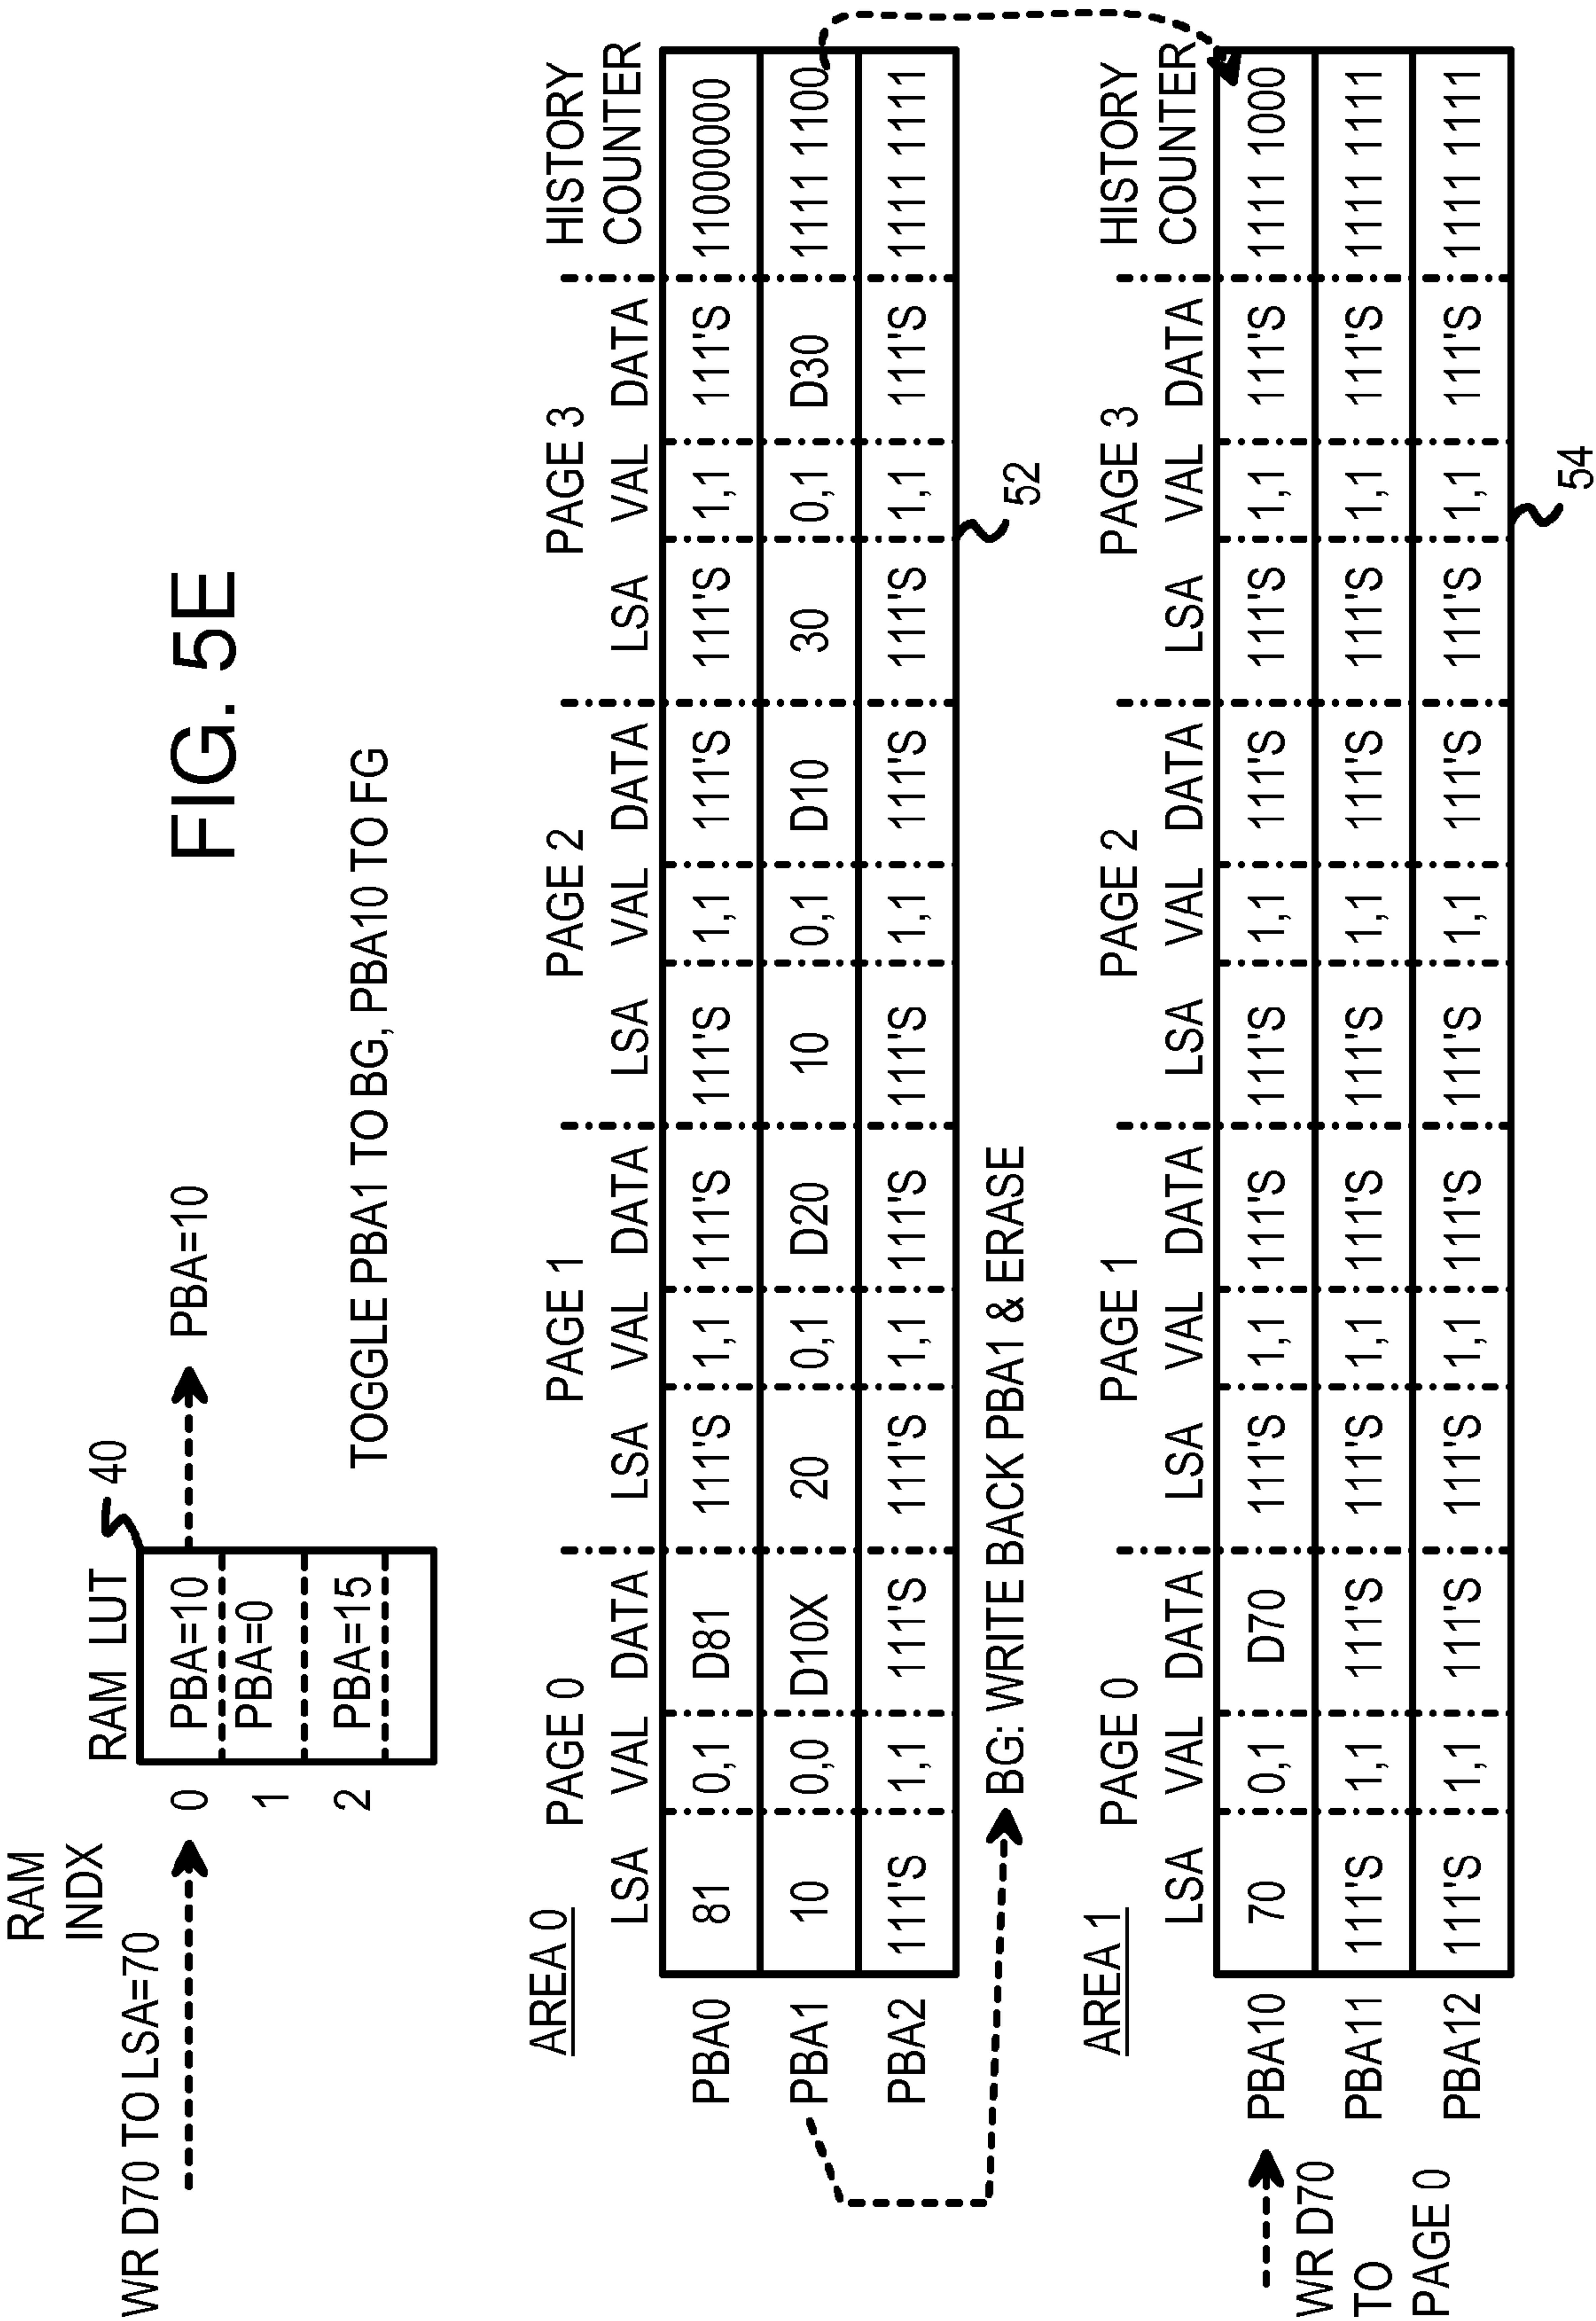 FIG. 5E
RAM
INDX
RAM LUT
40
WR D70 TO LSA=70
0 PBA=10
PBA=10
1 PBA=0
2 PBA=15
TOGGLE PBA1 TO BG, PBA10 TO FG
AREA 0
PAGE 0 PAGE 1 PAGE 2 PAGE 3 HISTORY
LSA VAL DATA LSA VAL DATA LSA VAL DATA LSA VAL DATA COUNTER
PBA0 81 0,1 D81 111'S 1,1 111'S 111'S 1,1 111'S 111'S 1,1 111'S 11000000
PBA1 10 0,0 D10X 20 0,1 D20 10 0,1 D10 30 0,1 D30 1111 1100
PBA2 111'S 1,1 111'S 111'S 1,1 111'S 111'S 1,1 111'S 111'S 1,1 111'S 1111 1111
BG: WRITE BACK PBA1 & ERASE
52
AREA 1
PAGE 0 PAGE 1 PAGE 2 PAGE 3 HISTORY
LSA VAL DATA LSA VAL DATA LSA VAL DATA LSA VAL DATA COUNTER
PBA10 70 0,1 D70 111'S 1,1 111'S 111'S 1,1 111'S 111'S 1,1 111'S 1111 1000
PBA11 111'S 1,1 111'S 111'S 1,1 111'S 111'S 1,1 111'S 111'S 1,1 111'S 1111 1111
PBA12 111'S 1,1 111'S 111'S 1,1 111'S 111'S 1,1 111'S 111'S 1,1 111'S 1111 1111
WR D70
TO
PAGE 0
54